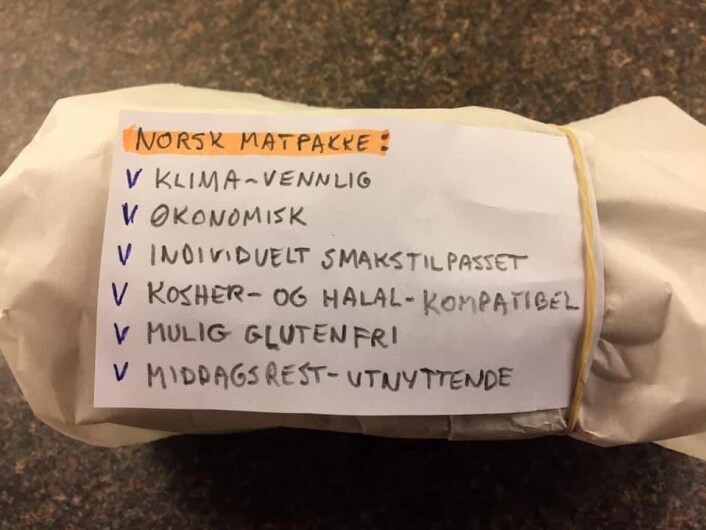 NORSK MATPAKKE:
V KLIMA-VENNLIG
V ØKONOMISK
V INDIVIDUELT SMAKSTILPASSET
V KOSHER- OG HALAL-KOMPATIBEL
V MULIG GLUTENFRI
V MIDDAGSREST-UTNYTTENDE